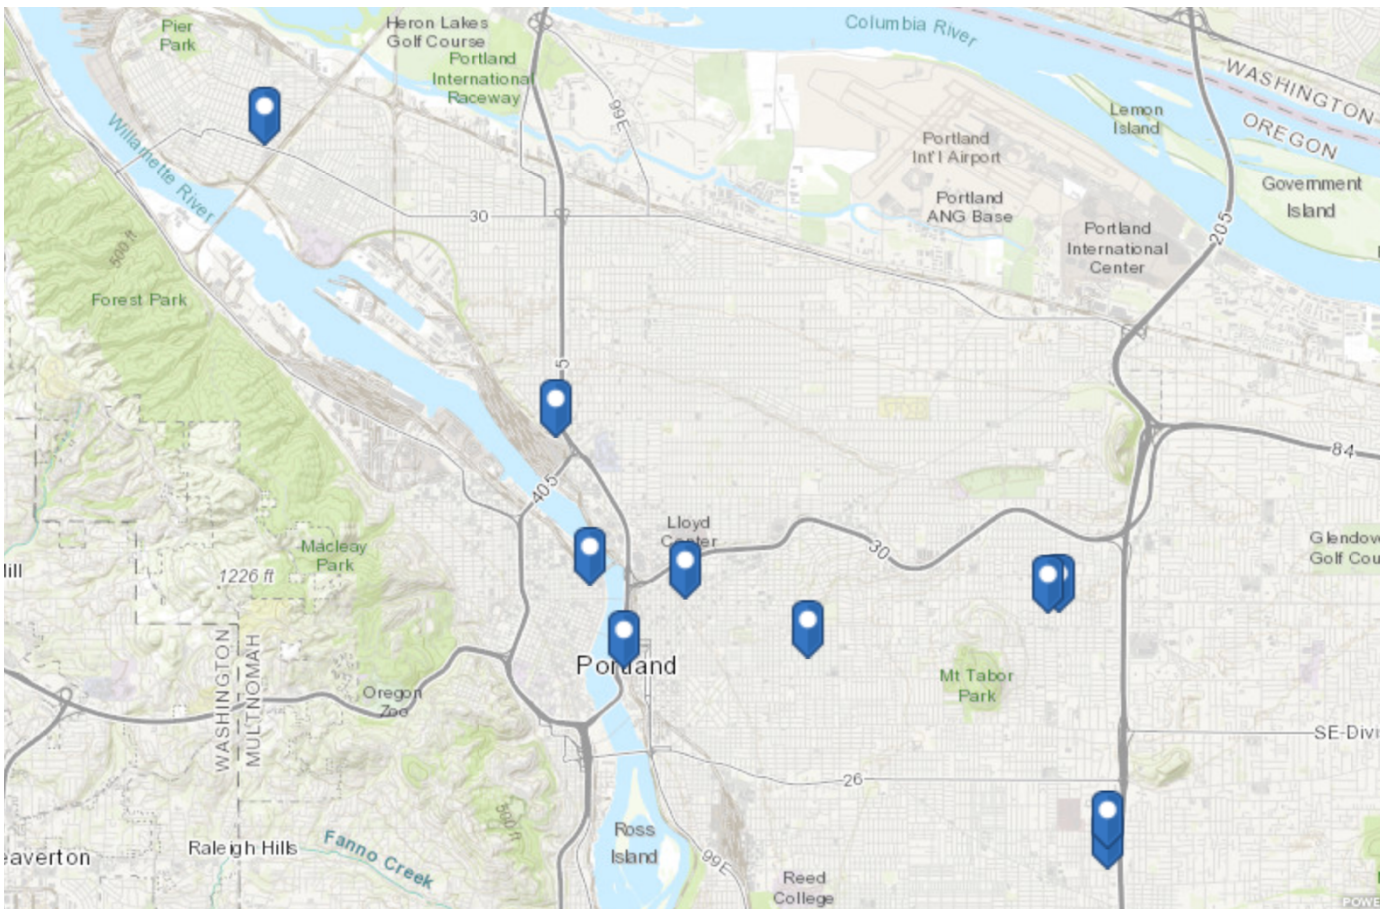 Pier
Park
Heron Lakes
Golf Course
Portland
International
Raceway
Columbia River
99E
Lemon
Island
WASHINGTON
OREGON
Willamette River
Portland
Int'l Airport
Portland
ANG Base
Government
Island
30
Portland
International
Center
205
500 ft
Forest Park
5
84
405
Lloyd
Center
30
Glendov
Golf Cou
Macleay
Park
1226 ft
ill
WASHINGTON
MULTNOMAH
Portland
Mt Tabor
Park
Oregon
Zoo
SE-Divi
26
500 ft
Ross
Island
Raleigh Hills
Fanno Creek
eaverton
99E
Reed
College
POWE